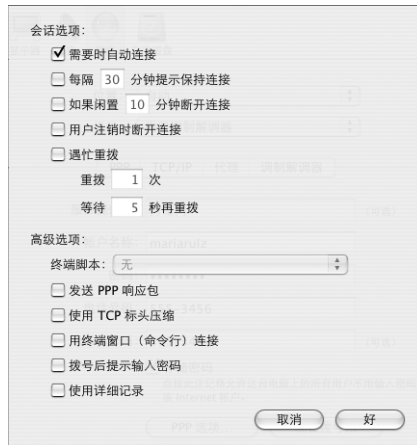 会话选项:
需要时自动连接
每隔 30 分钟提示保持连接
如果闲置 10 分钟断开连接
用户注销时断开连接
遇忙重拨
重拨 1 次
等待 5 秒再重拨
高级选项:
终端脚本: 无
发送 PPP 响应包
使用 TCP 标头压缩
用终端窗口（命令行）连接
拨号后提示输入密码
使用详细记录
取消 好